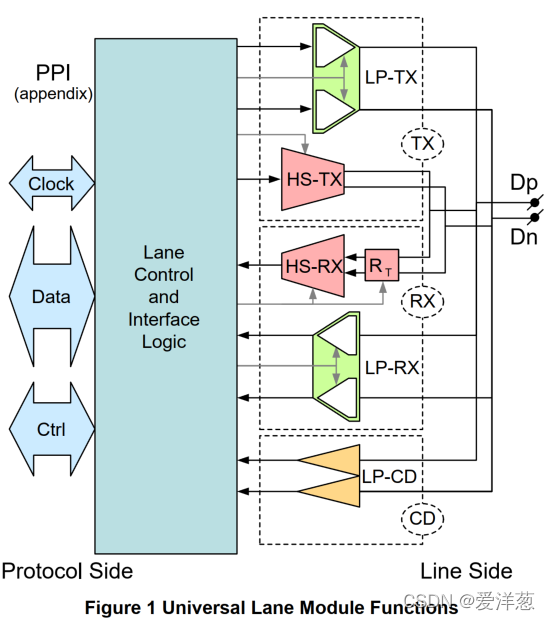 PPI
(appendix)
Clock
Data
Ctrl
Lane
Control
and
Interface
Logic
LP-TX
TX
HS-TX
HS-RX
RT
RX
LP-RX
LP-CD
CD
Dp
Dn
Protocol Side
Line Side
Figure 1 Universal Lane Module Functions
CSDN @爱洋葱